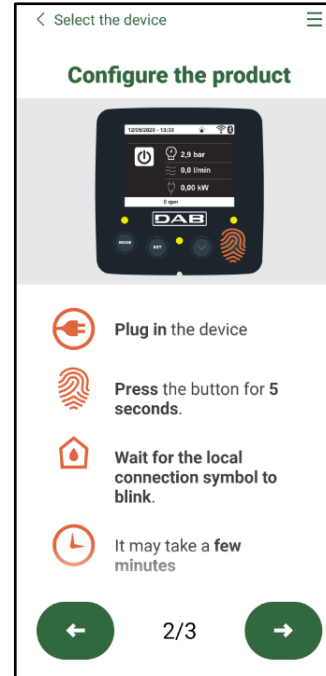 Select the device
Configure the product
12/05/2020 - 13:30
2,9 bar
0,0 l/min
0,00 kW
0 rpm
DAB
MODE
SET
Plug in the device
Press the button for 5
seconds.
Wait for the local
connection symbol to
blink.
It may take a few
minutes
2/3